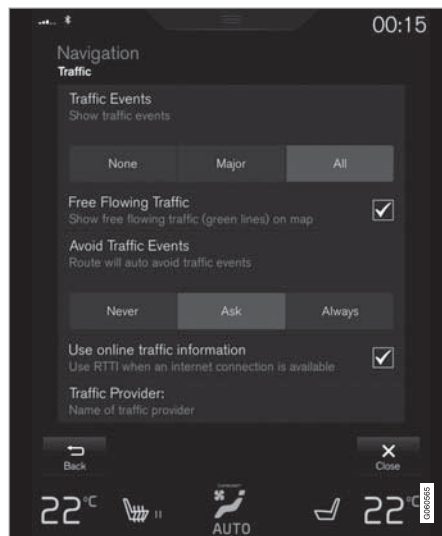 00:15
Navigation
Traffic
Traffic Events
Show traffic events
None Major All
Free Flowing Traffic
Show free flowing traffic (green lines) on map
Avoid Traffic Events
Route will auto avoid traffic events
Never Ask Always
Use online traffic information
Use RTTI when an internet connection is available
Traffic Provider:
Name of traffic provider
Back Close
22°C 22°C
AUTO
G060565